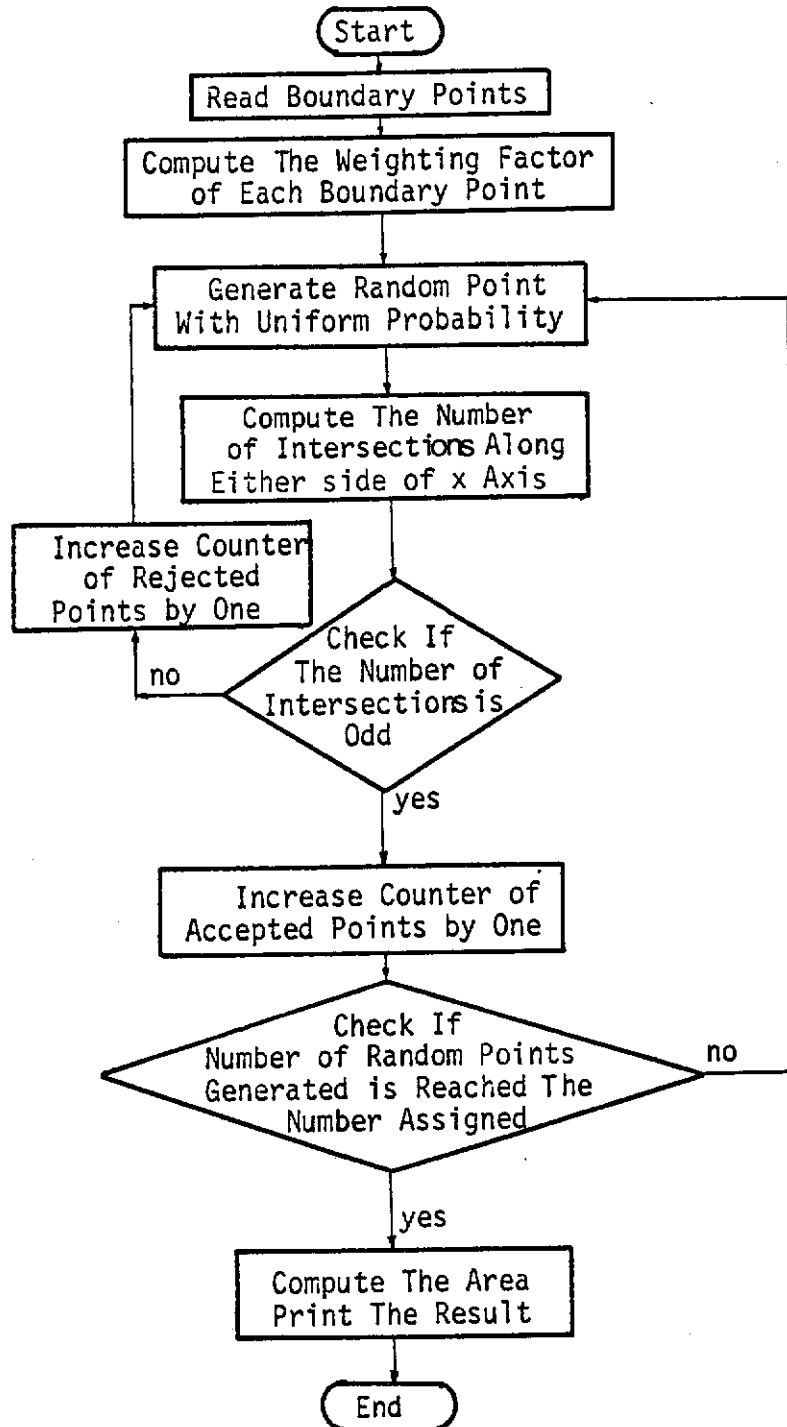 Start
Read Boundary Points
Compute The Weighting Factor
of Each Boundary Point
Generate Random Point
With Uniform Probability
Compute The Number
of Intersections Along
Either side of x Axis
Increase Counter
of Rejected
Points by One
Check If
The Number of
Intersections is
Odd
no
yes
Increase Counter of
Accepted Points by One
Check If
Number of Random Points
Generated is Reached The
Number Assigned
no
yes
Compute The Area
Print The Result
End